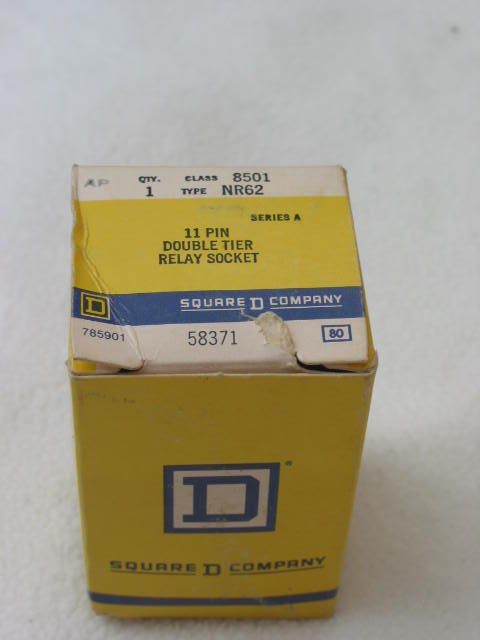 AP QTY. CLASS 8501
1 TYPE NR62
SERIES A
11 PIN
DOUBLE TIER
RELAY SOCKET
D SQUARE D COMPANY
785901 58371 80
D ®
SQUARE D COMPANY